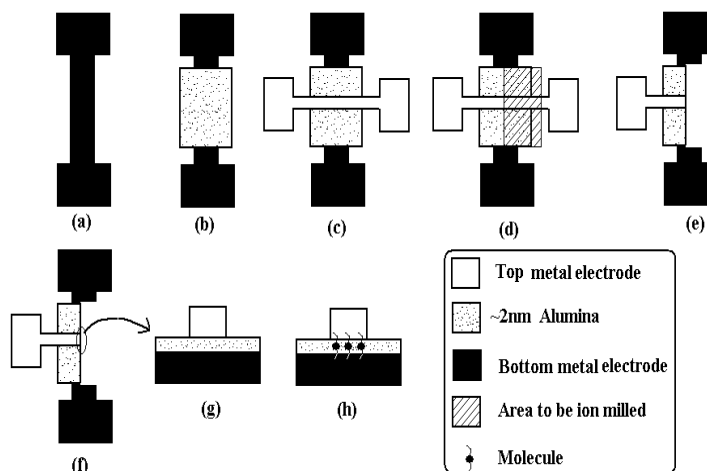 (a)
(b)
(c)
(d)
(e)
(f)
(g)
(h)
Top metal electrode
~2nm Alumina
Bottom metal electrode
Area to be ion milled
Molecule